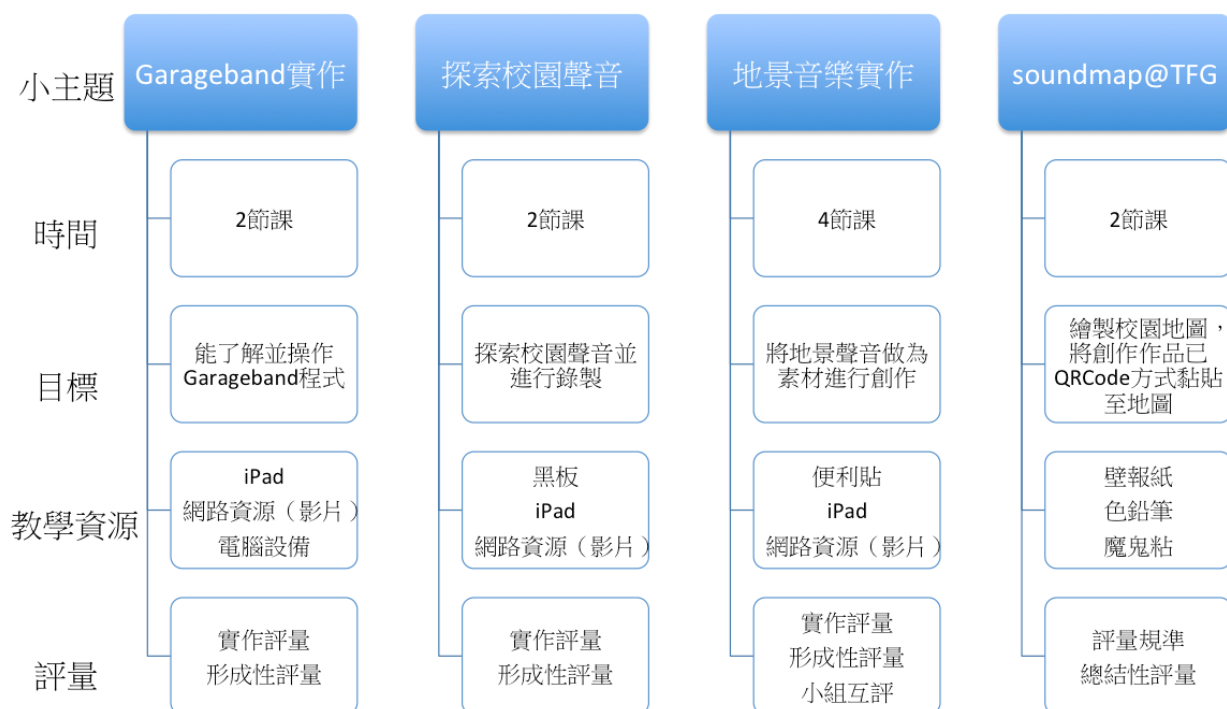 小主題
Garageband實作
探索校園聲音
地景音樂實作
soundmap@TFG
時間
2節課
2節課
4節課
2節課
目標
能了解並操作
Garageband程式
探索校園聲音並
進行錄製
將地景聲音做為
素材進行創作
繪製校園地圖，
將創作作品已
QRCode方式黏貼
至地圖
教學資源
iPad
網路資源（影片）
電腦設備
黑板
iPad
網路資源（影片）
便利貼
iPad
網路資源（影片）
壁報紙
色鉛筆
魔鬼粘
評量
實作評量
形成性評量
實作評量
形成性評量
實作評量
形成性評量
小組互評
評量規準
總結性評量